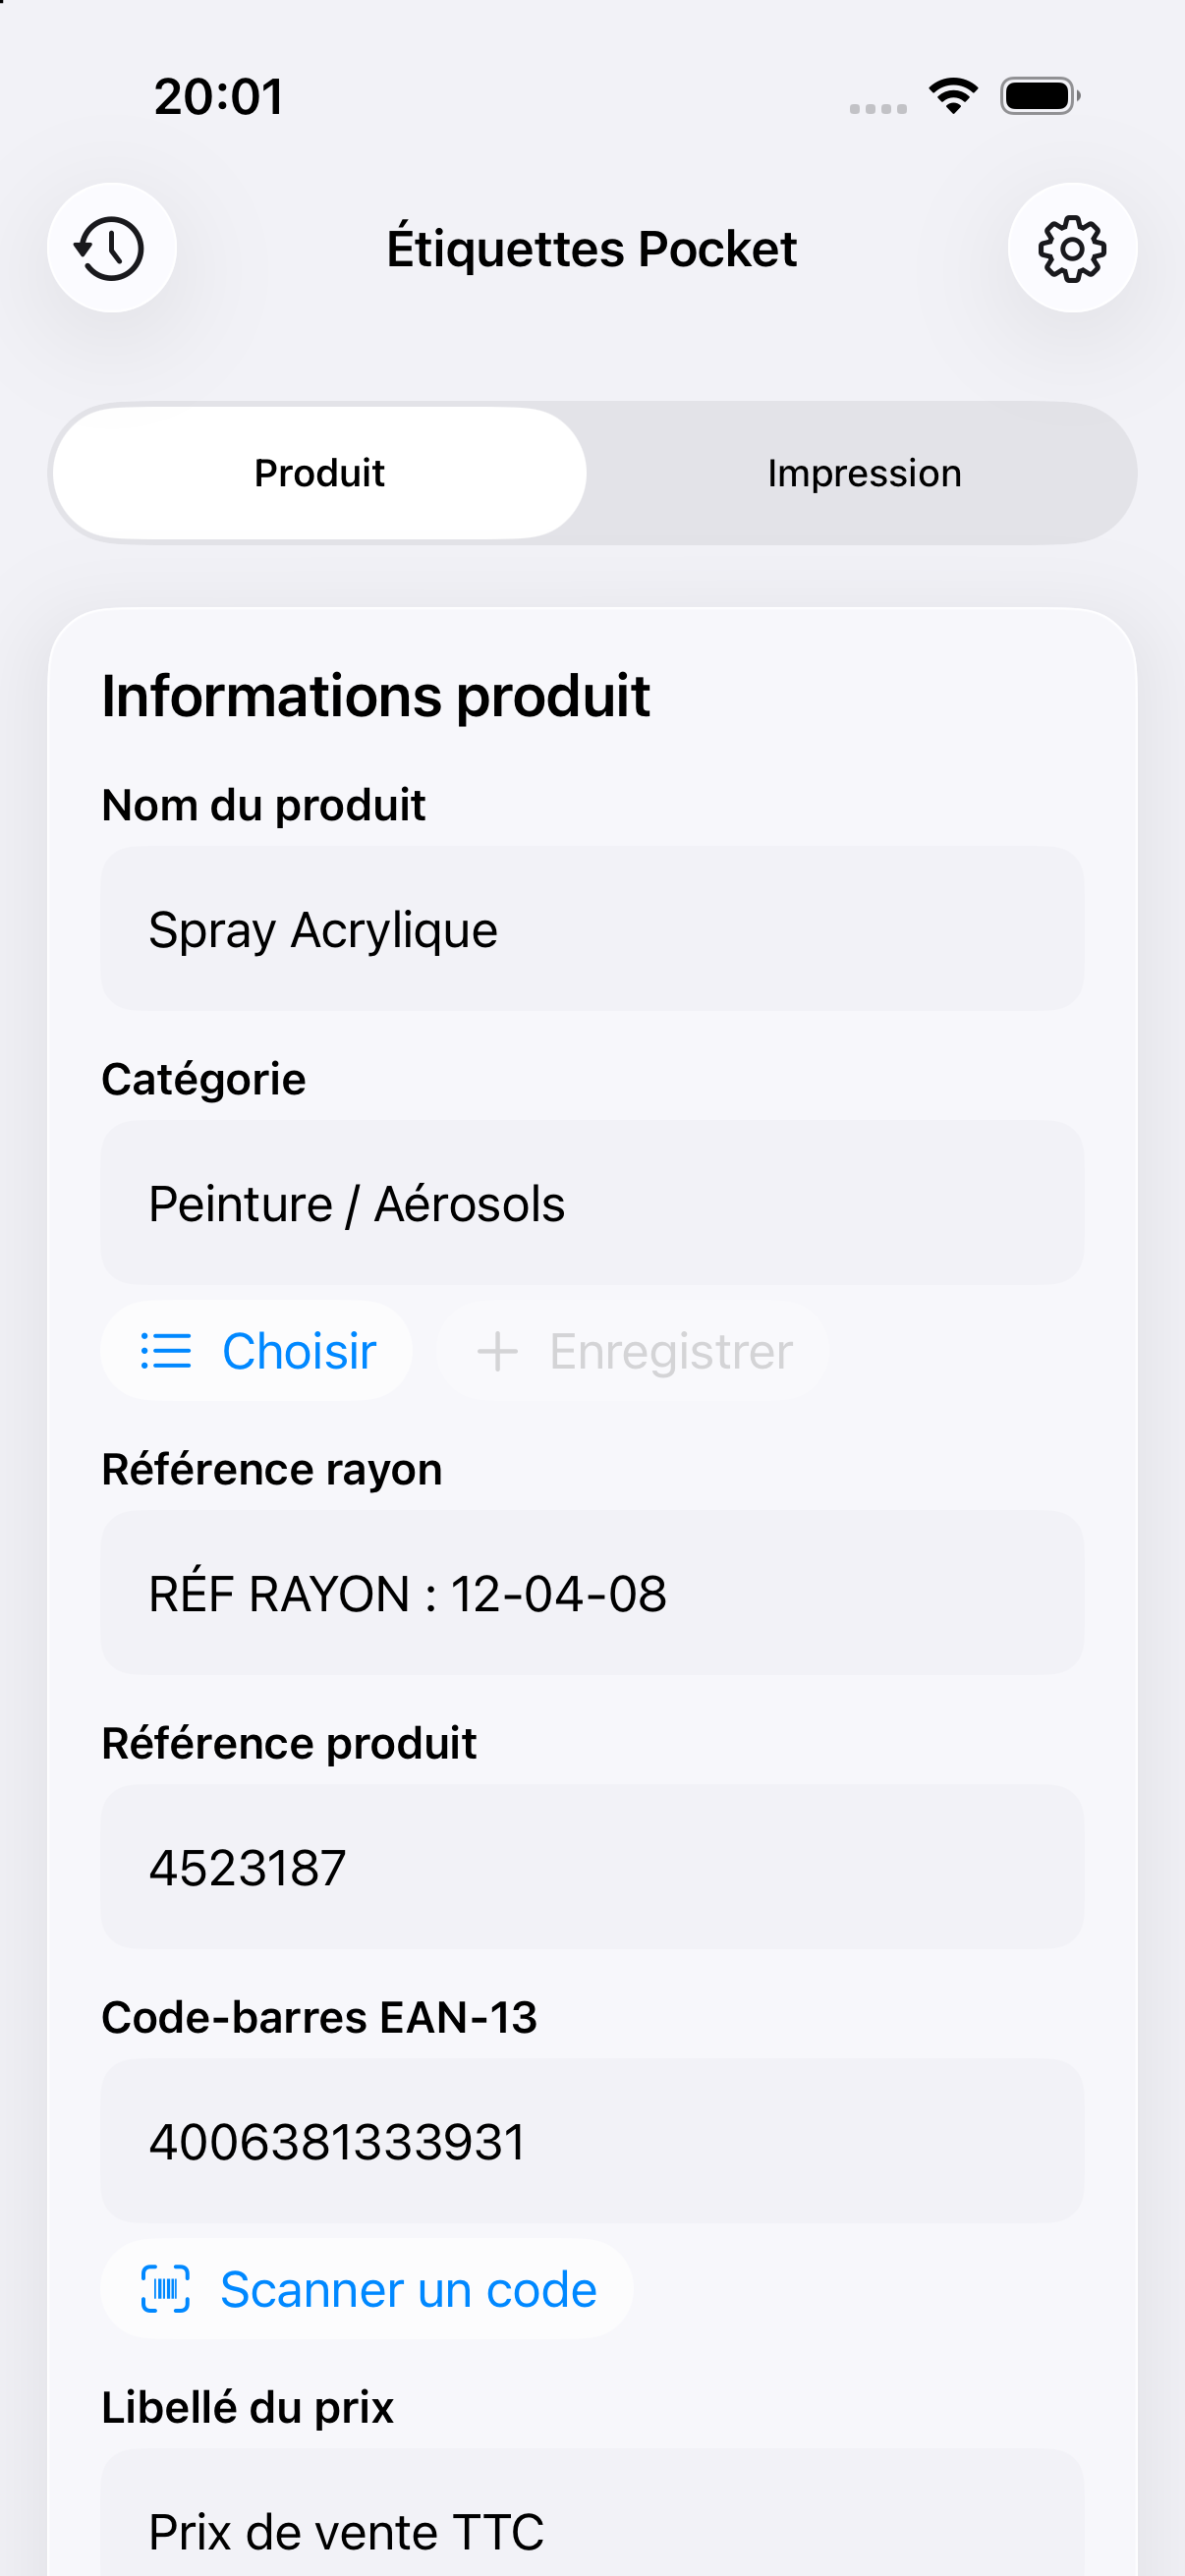 20:01
Étiquettes Pocket
Produit
Impression
Informations produit
Nom du produit
Spray Acrylique
Catégorie
Peinture / Aérosols
Choisir
Enregistrer
Référence rayon
RÉF RAYON : 12-04-08
Référence produit
4523187
Code-barres EAN-13
4006381333931
Scanner un code
Libellé du prix
Prix de vente TTC